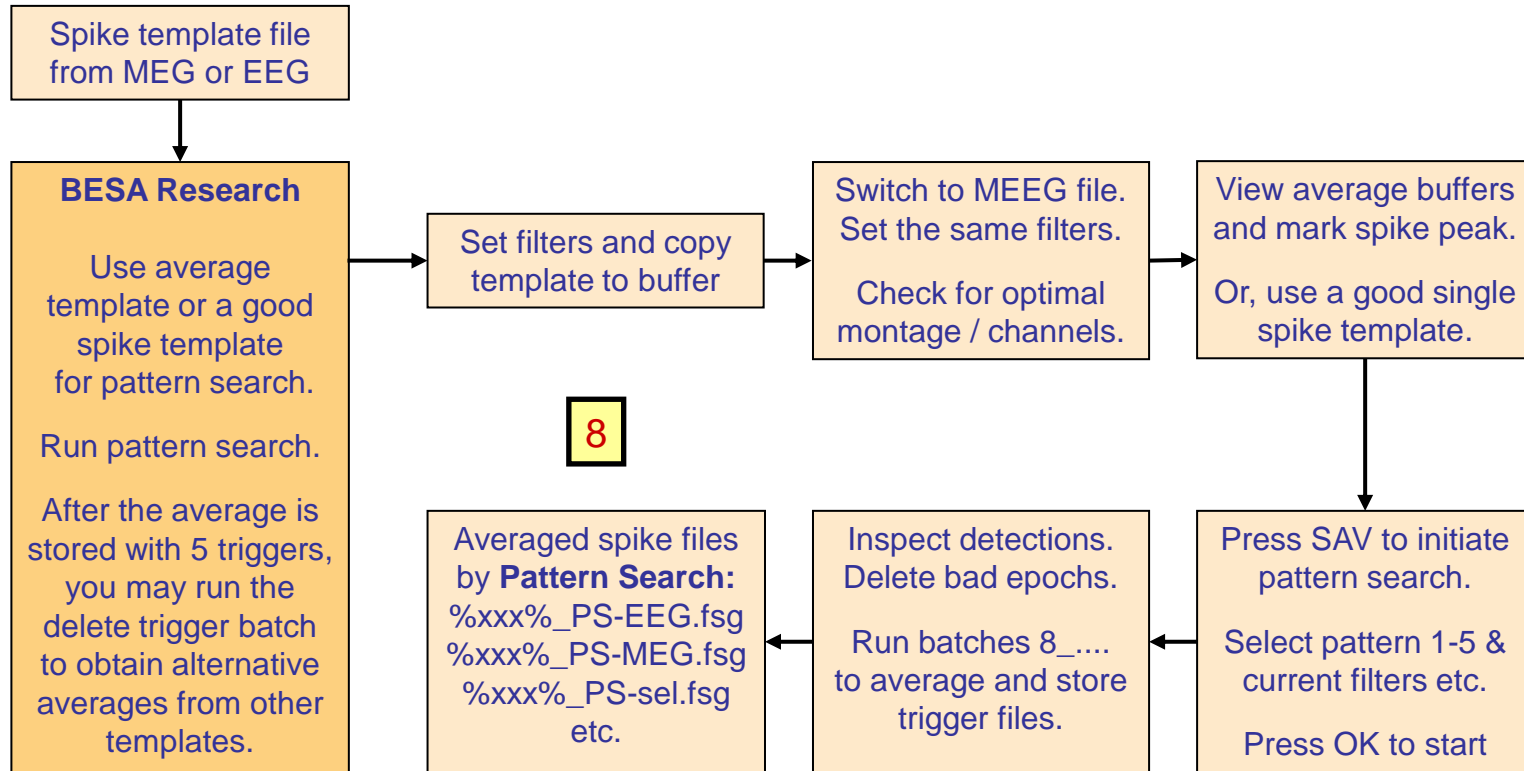 Spike template file
from MEG or EEG
BESA Research
Use average
template or a good
spike template
for pattern search.
Run pattern search.
After the average is
stored with 5 triggers,
you may run the
delete trigger batch
to obtain alternative
averages from other
templates.
Set filters and copy
template to buffer
Switch to MEEG file.
Set the same filters.
Check for optimal
montage / channels.
View average buffers
and mark spike peak.
Or, use a good single
spike template.
8
Press SAV to initiate
pattern search.
Select pattern 1-5 &
current filters etc.
Press OK to start
Inspect detections.
Delete bad epochs.
Run batches 8_....
to average and store
trigger files.
Averaged spike files
by Pattern Search:
%xxx%_PS-EEG.fsg
%xxx%_PS-MEG.fsg
%xxx%_PS-sel.fsg
etc.